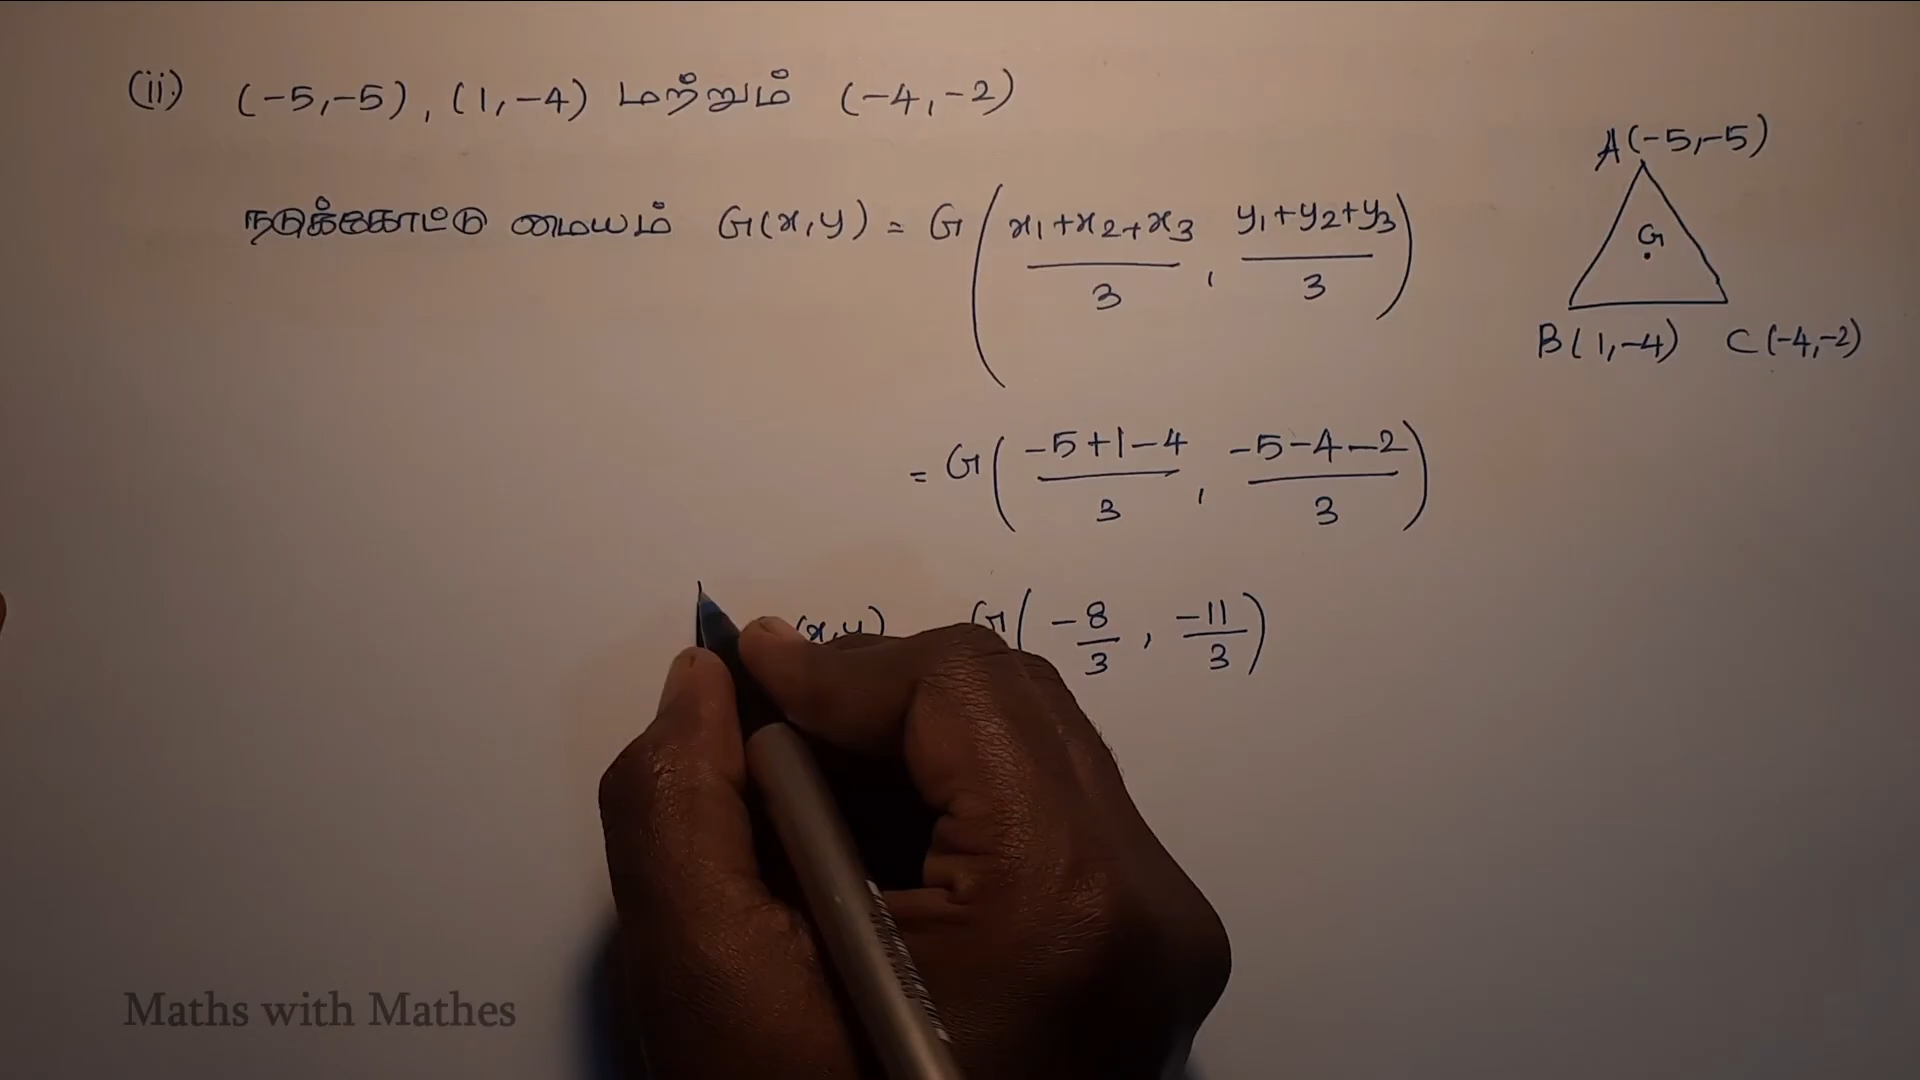 (ii) (-5,-5), (1,-4) மற்றும் (-4,-2)
A(-5,-5)
நடுக்கோட்டு மையம் G(x,y) = G((x₁+x₂+x₃)/3, (y₁+y₂+y₃)/3)
G
B(1,-4) C(-4,-2)
= G((-5+1-4)/3, (-5-4-2)/3)
(x,y) G(-8/3, -11/3)
Maths with Mathes